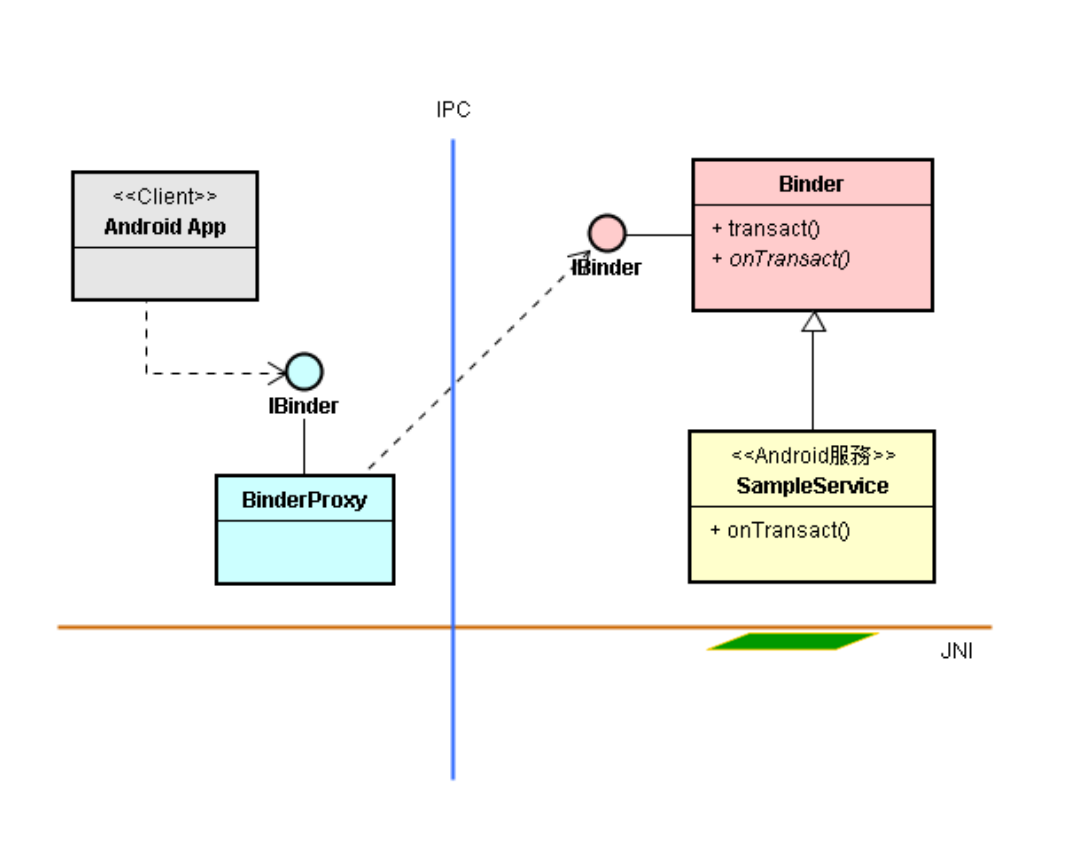 IPC
<<Client>>
Android App
IBinder
BinderProxy
IBinder
Binder
+ transact()
+ onTransact()
<<Android服務>>
SampleService
+ onTransact()
JNI